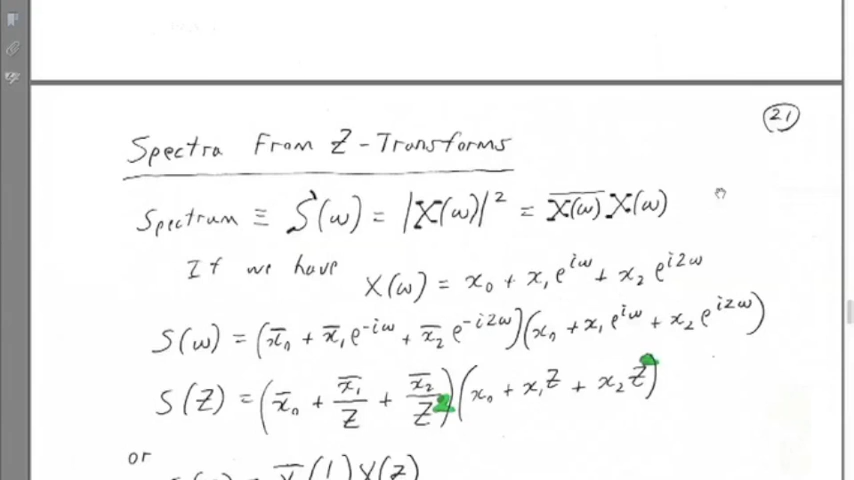 21
Spectra From Z-Transforms
Spectrum ≡ S(ω) = |X(ω)|² = X̅(̅ω̅)̅ X(ω)
If we have X(ω) = x₀ + x₁e^{iω} + x₂e^{i2ω}
S(ω) = (x̅₀ + x̅₁e^{-iω} + x̅₂e^{-i2ω})(x₀ + x₁e^{iω} + x₂e^{i2ω})
S(Z) = (x̅₀ + x̅₁/Z + x̅₂/Z²)(x₀ + x₁Z + x₂Z²)
or
X̅(1 X(Z)